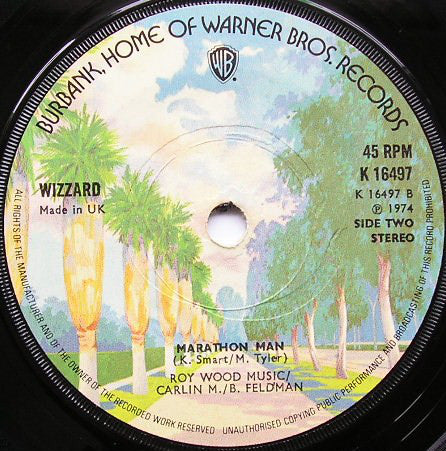 BURBANK, HOME OF WARNER BROS. RECORDS
WB
WIZZARD
Made in UK
45 RPM
K 16497
K 16497 B
Ⓟ 1974
SIDE TWO
STEREO
MARATHON MAN
(K. Smart/M. Tyler)
ROY WOOD MUSIC/
CARLIN M./B. FELDMAN
ALL RIGHTS OF THE MANUFACTURER AND OF THE OWNER OF THE RECORDED WORK RESERVED UNAUTHORISED COPYING PUBLIC PERFORMANCE AND BROADCASTING OF THIS RECORD PROHIBITED